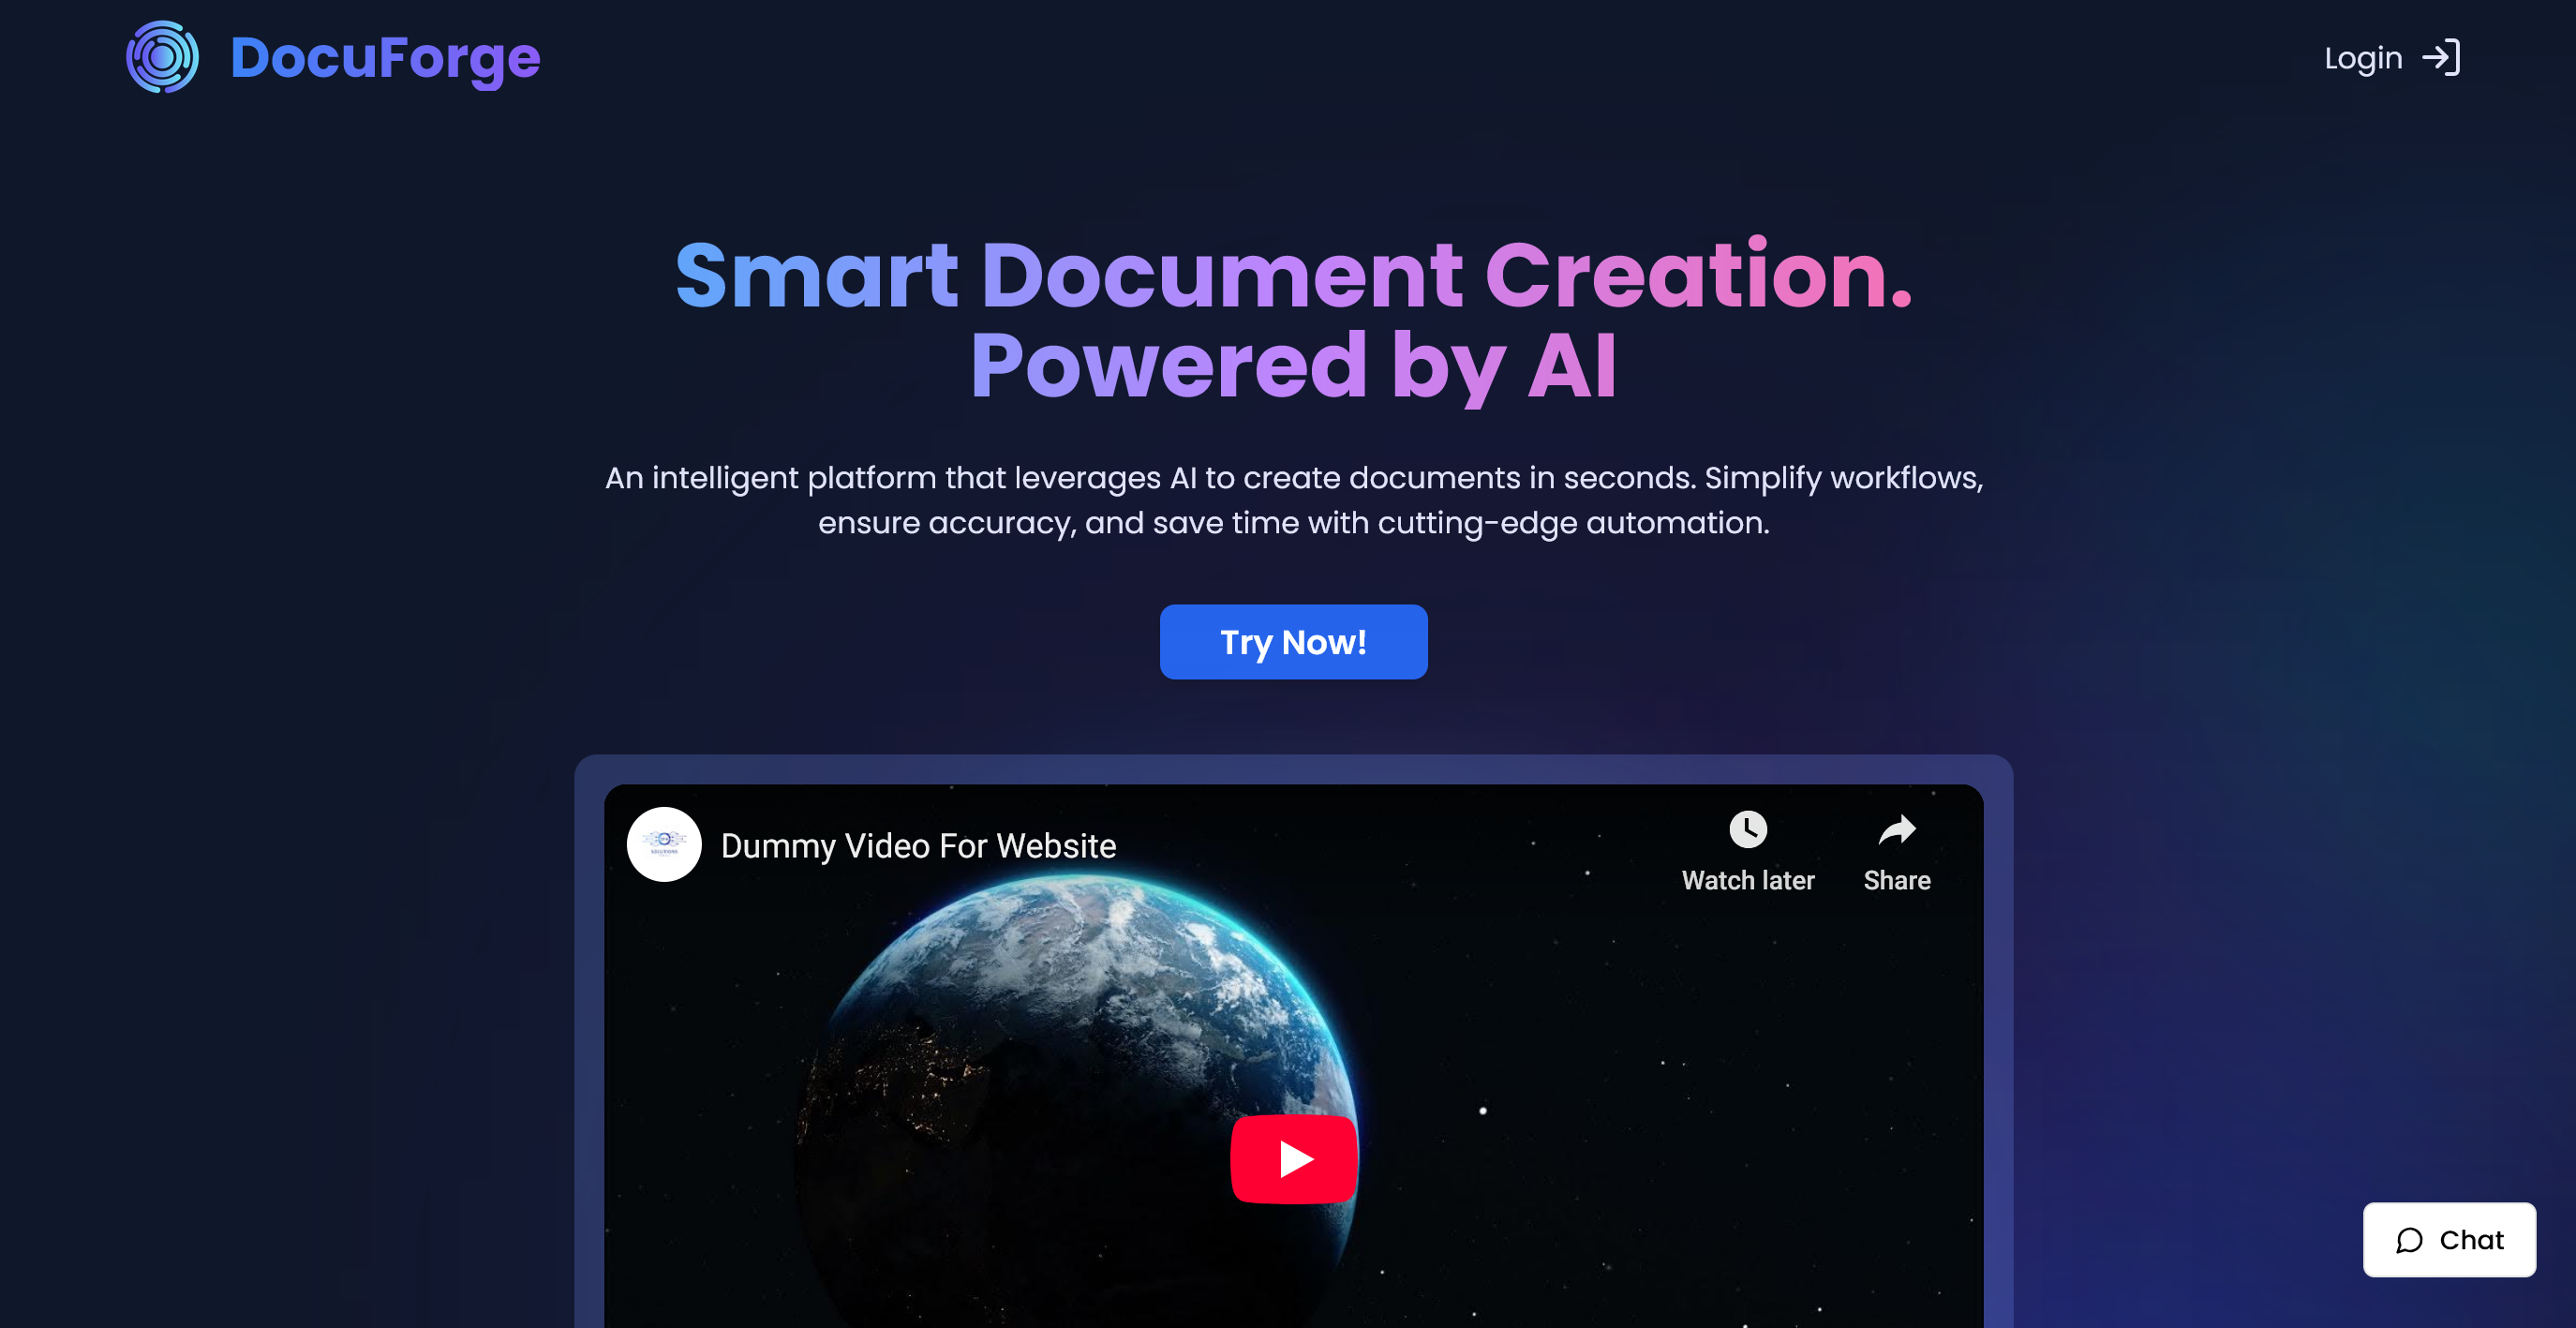 DocuForge
Login
Smart Document Creation.
Powered by AI
An intelligent platform that leverages AI to create documents in seconds. Simplify workflows,
ensure accuracy, and save time with cutting-edge automation.
Try Now!
Dummy Video For Website
Watch later
Share
Chat